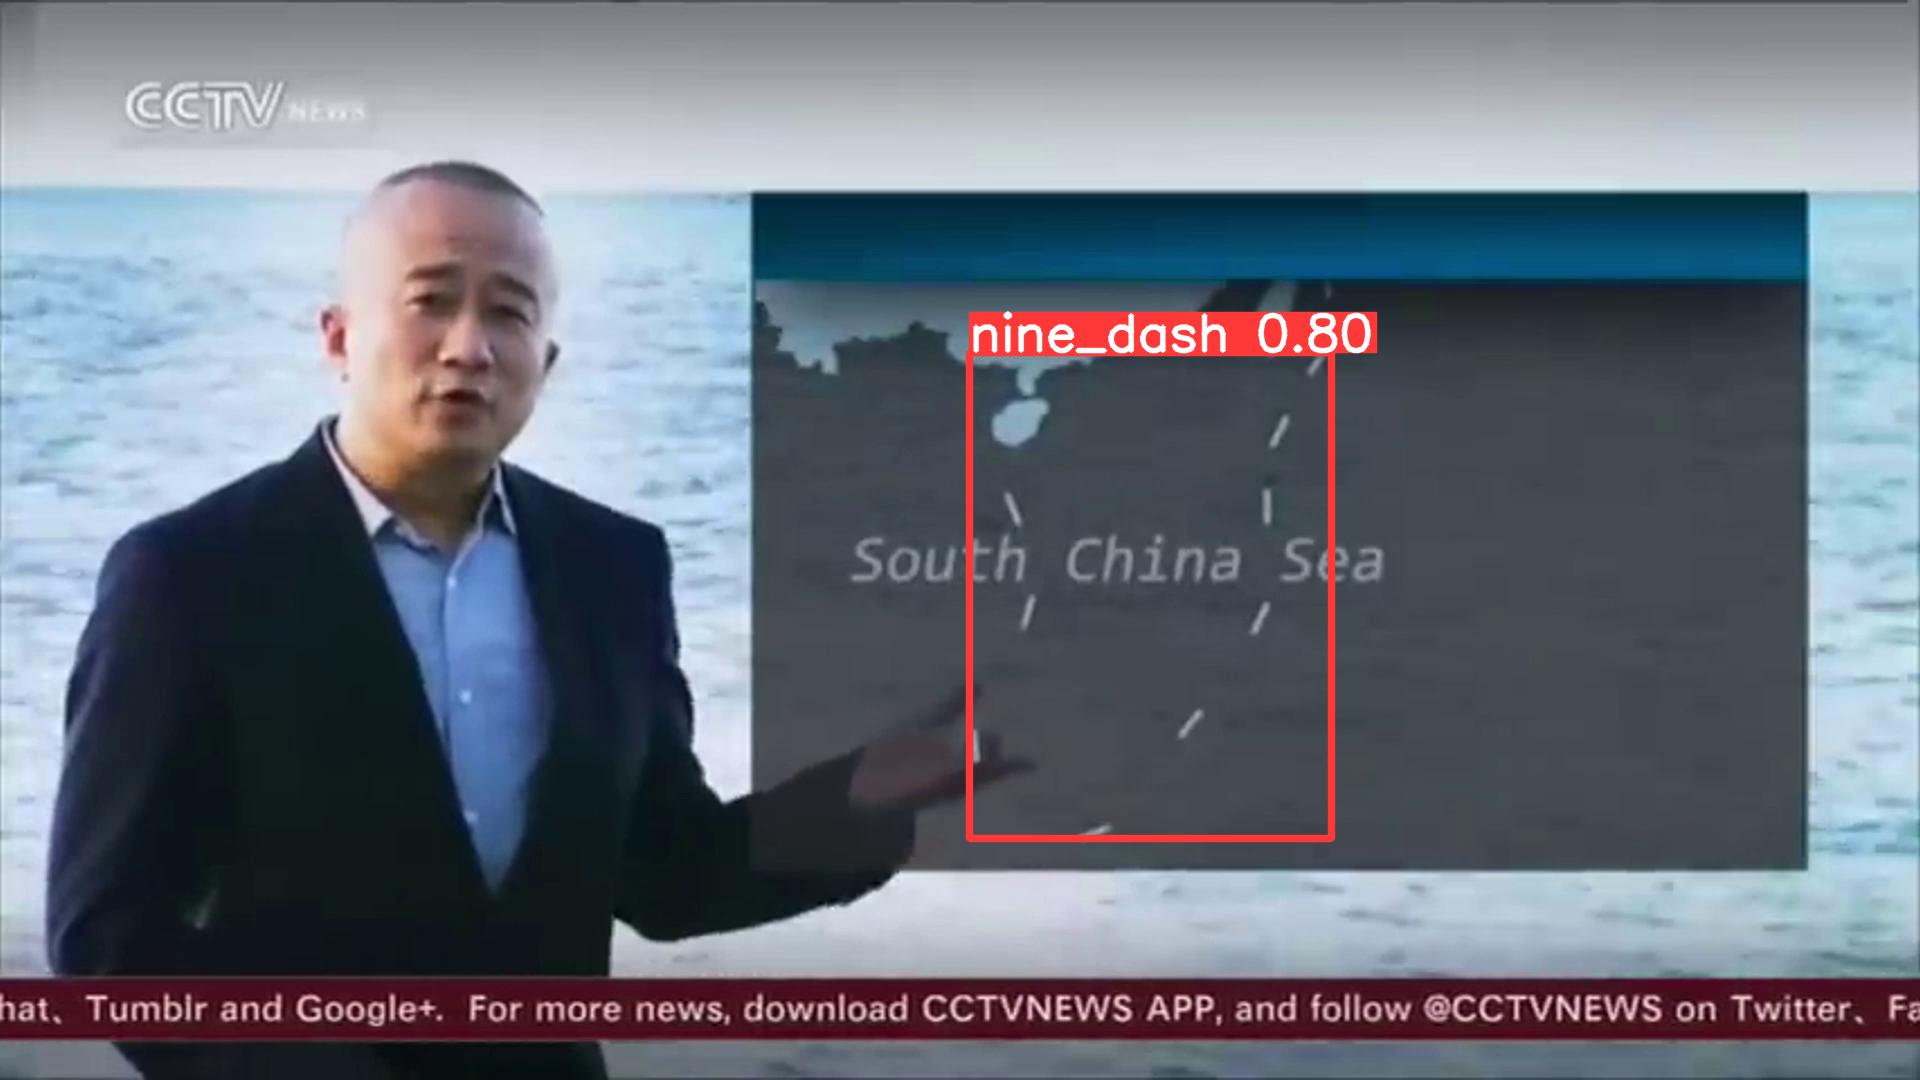 CCTV NEWS
nine_dash 0.80
South China Sea
hat、Tumblr and Google+. For more news, download CCTVNEWS APP, and follow @CCTVNEWS on Twitter、Fa